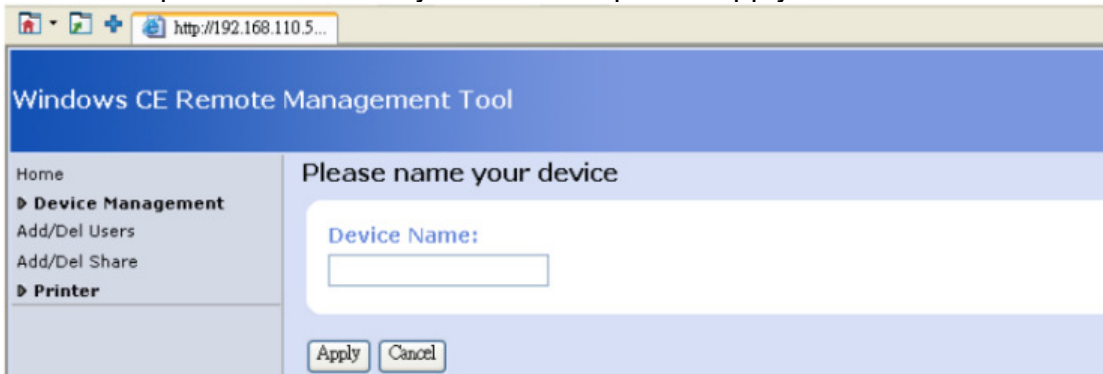 http://192.168.110.5...
Windows CE Remote Management Tool
Home
Device Management
Add/Del Users
Add/Del Share
Printer
Please name your device
Device Name:
Apply Cancel